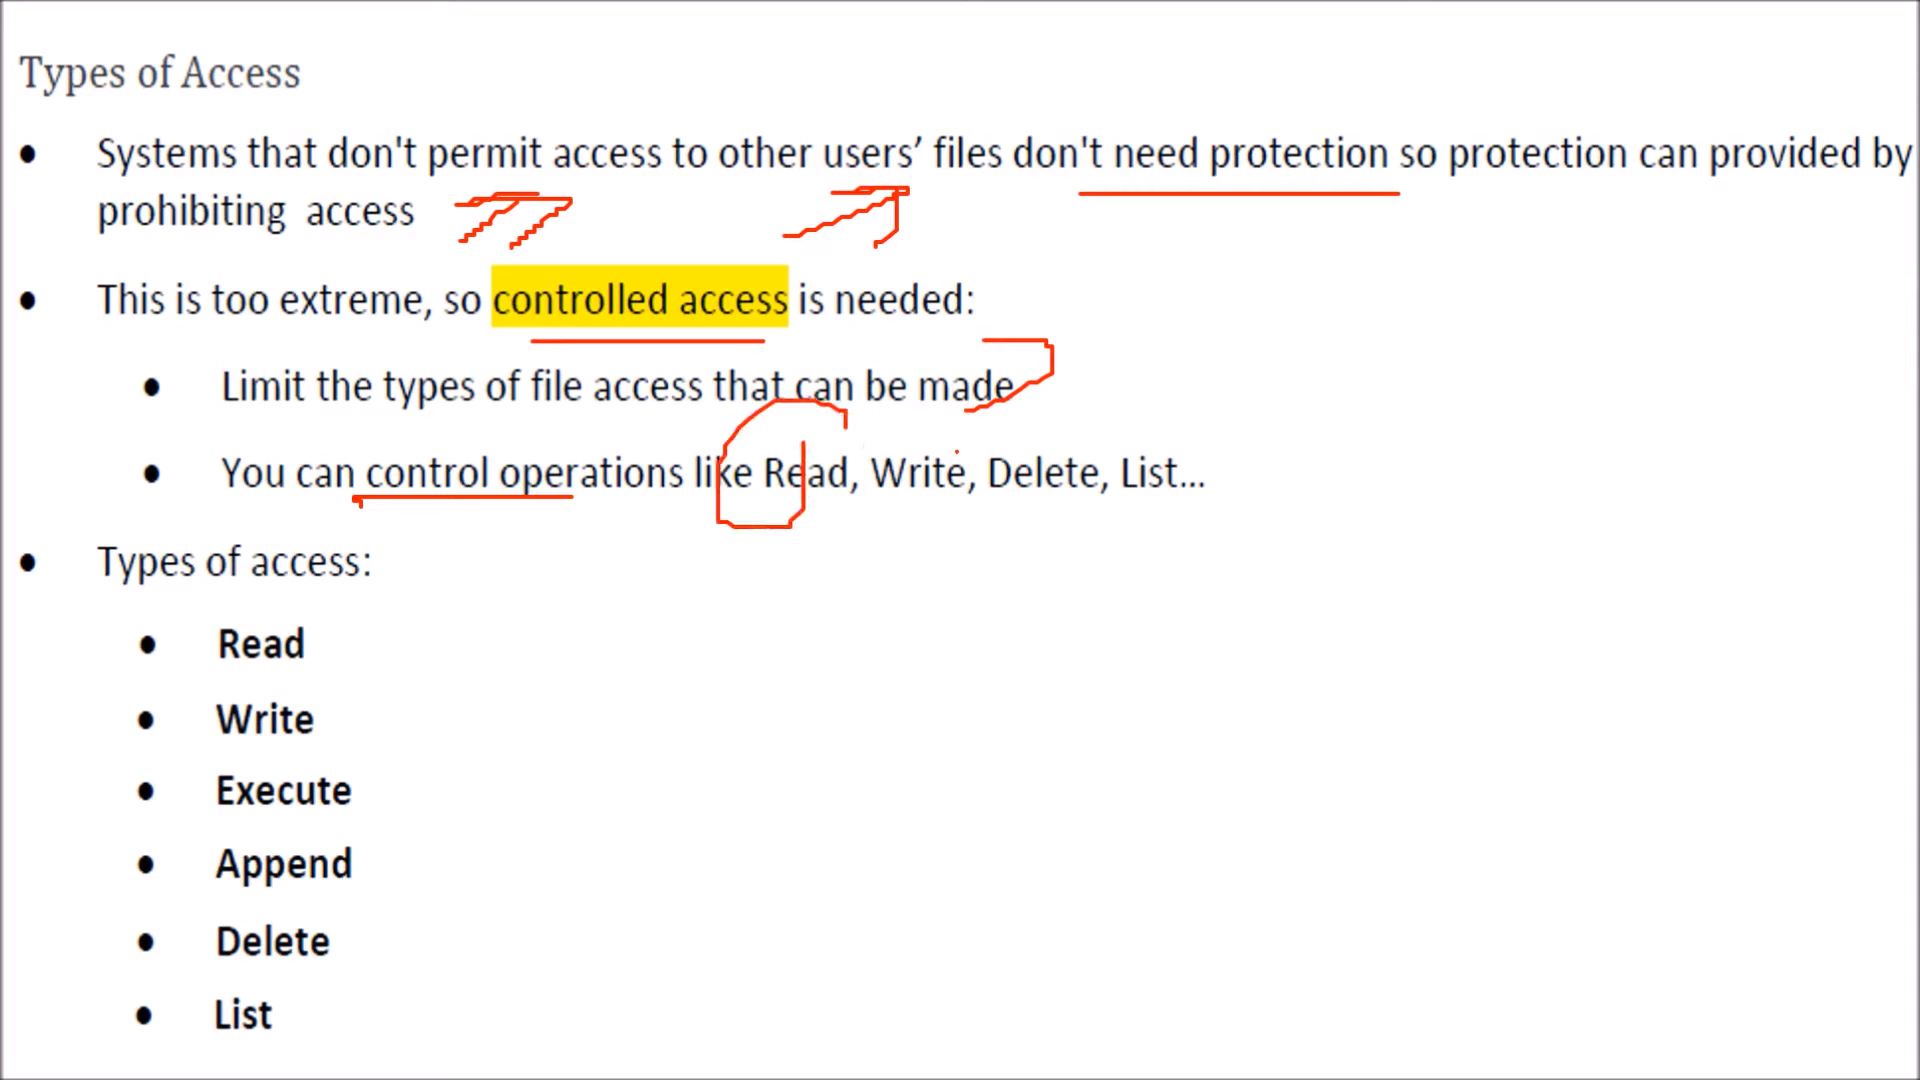 Types of Access
• Systems that don't permit access to other users’ files don't need protection so protection can provided by
prohibiting access
• This is too extreme, so controlled access is needed:
• Limit the types of file access that can be made
• You can control operations like Read, Write, Delete, List...
• Types of access:
• Read
• Write
• Execute
• Append
• Delete
• List